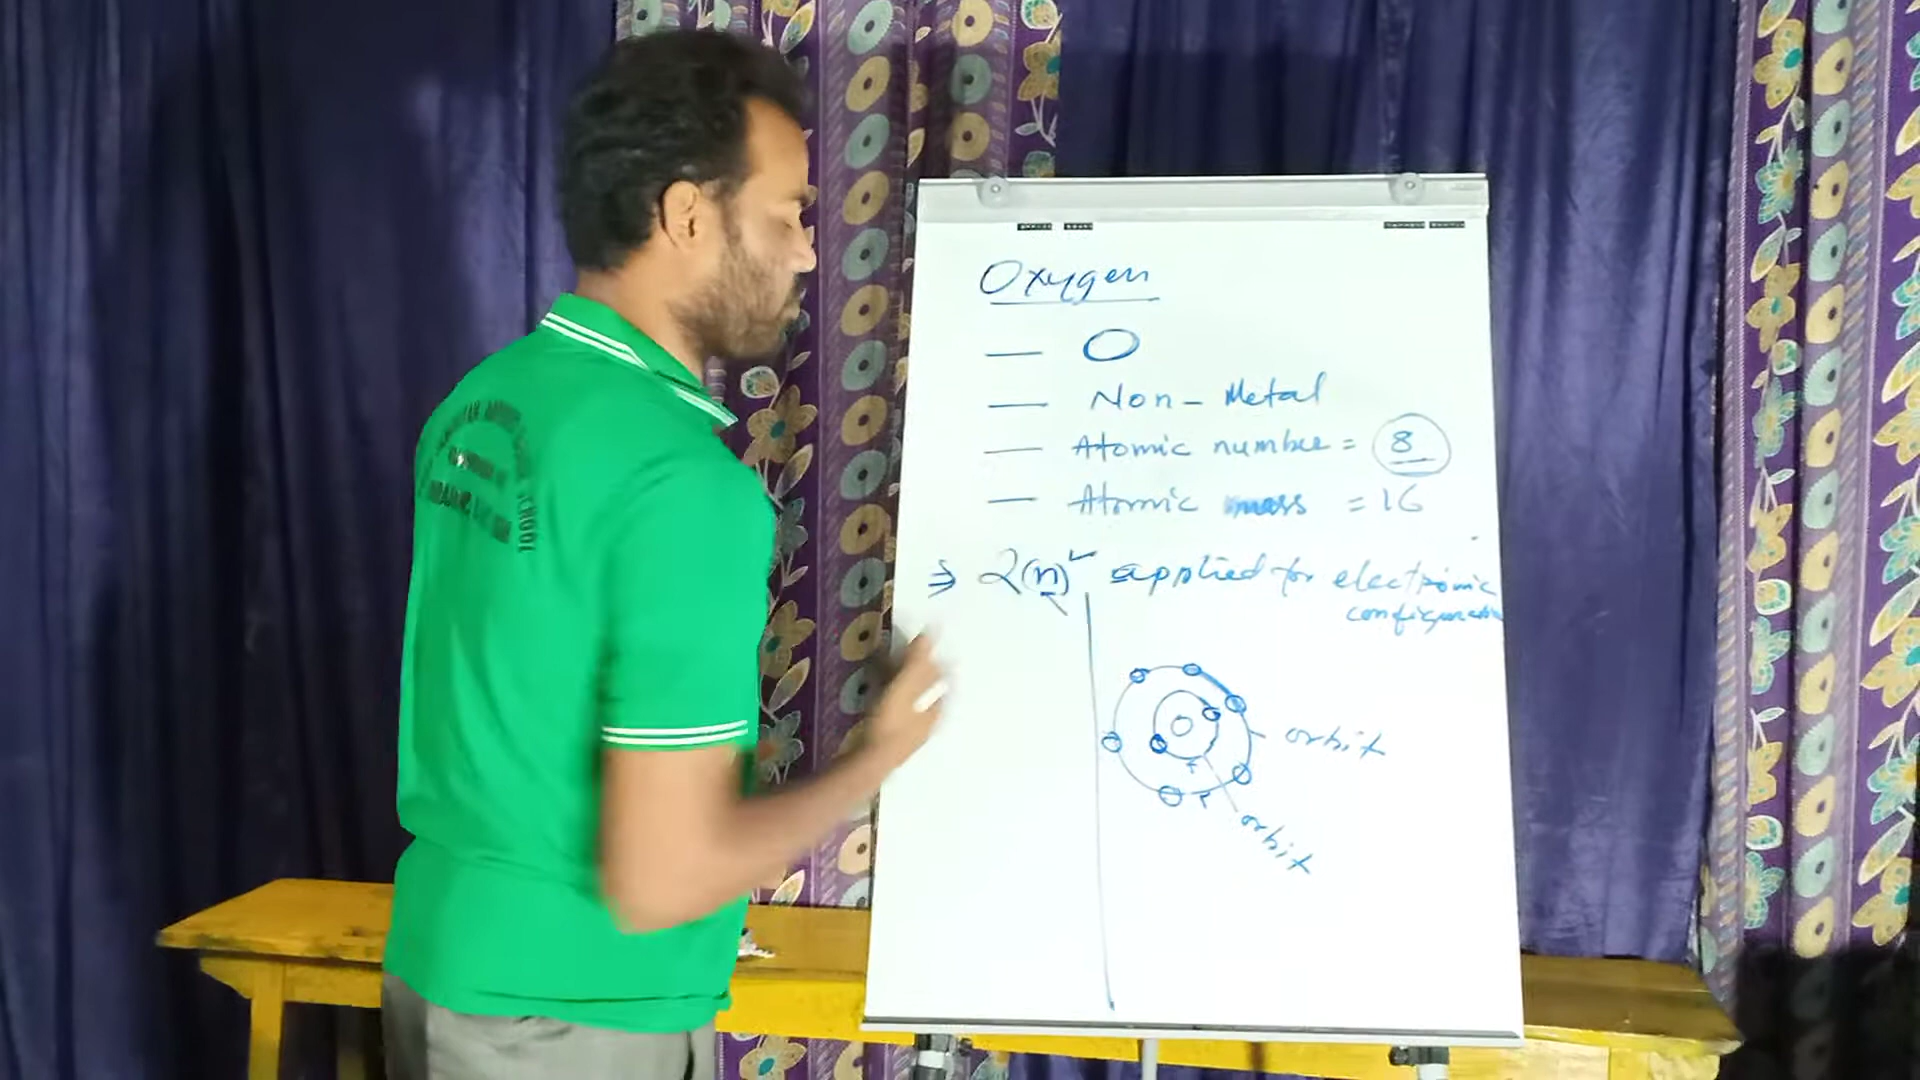 Oxygen
— O
— Non-Metal
— Atomic number = 8
— Atomic mass = 16
⇒ 2(n)² applied for electronic
configuration
orbit
orbit